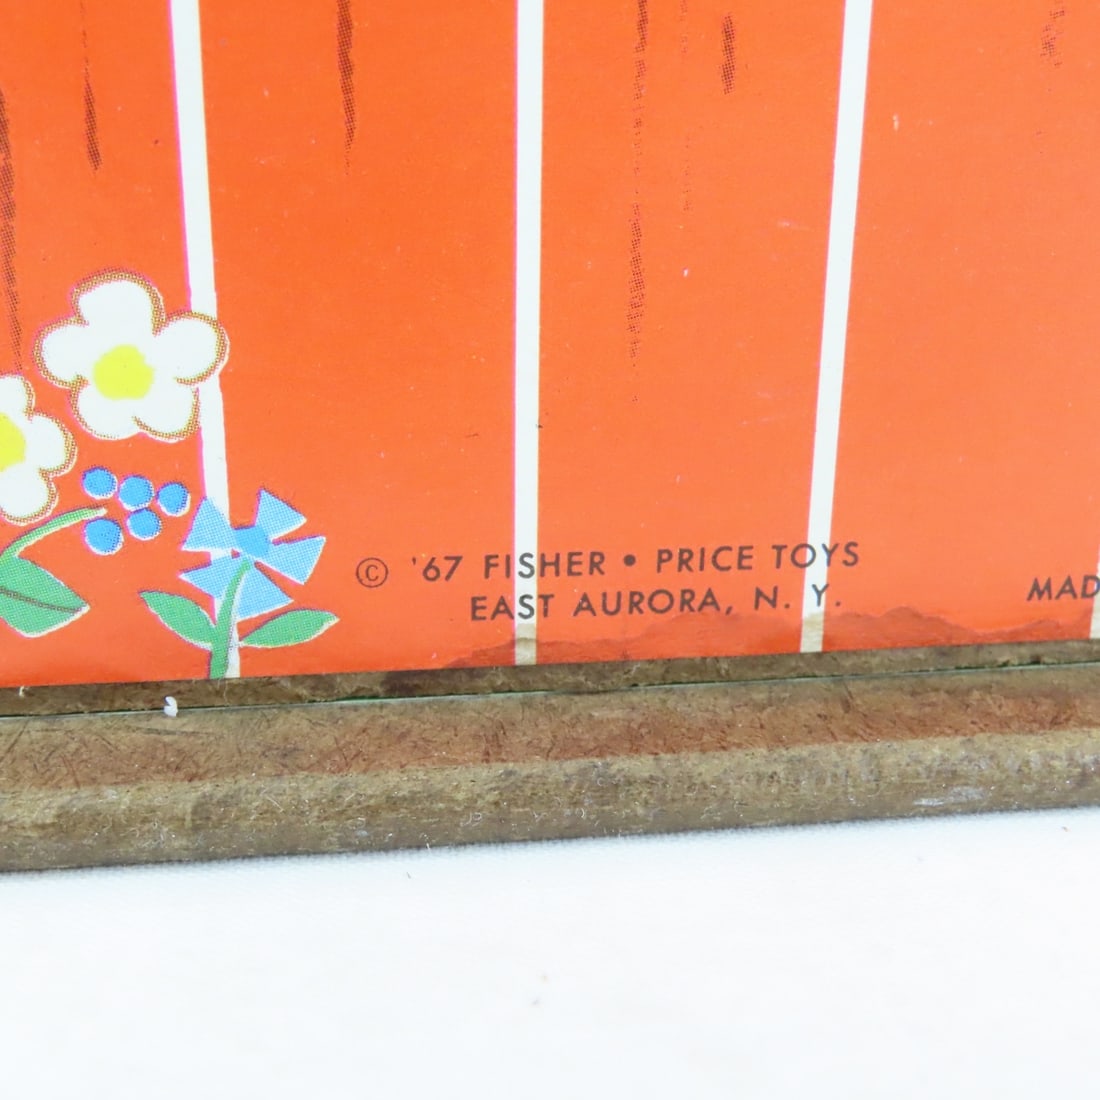 © '67 FISHER • PRICE TOYS
EAST AURORA, N. Y.
MAD